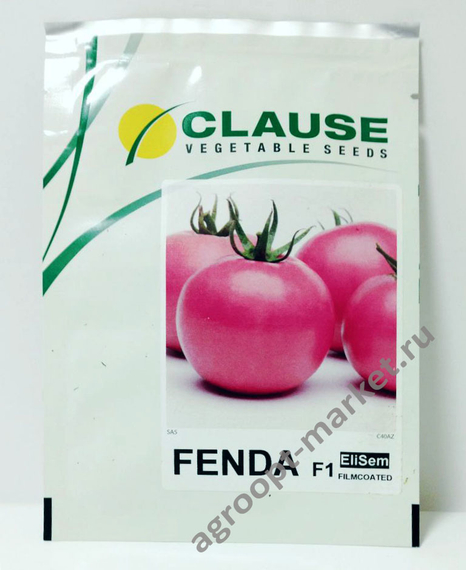 CLAUSE
VEGETABLE SEEDS
SAS C40AZ
FENDA F1 EliSem
FILMCOATED
agroopt-market.ru